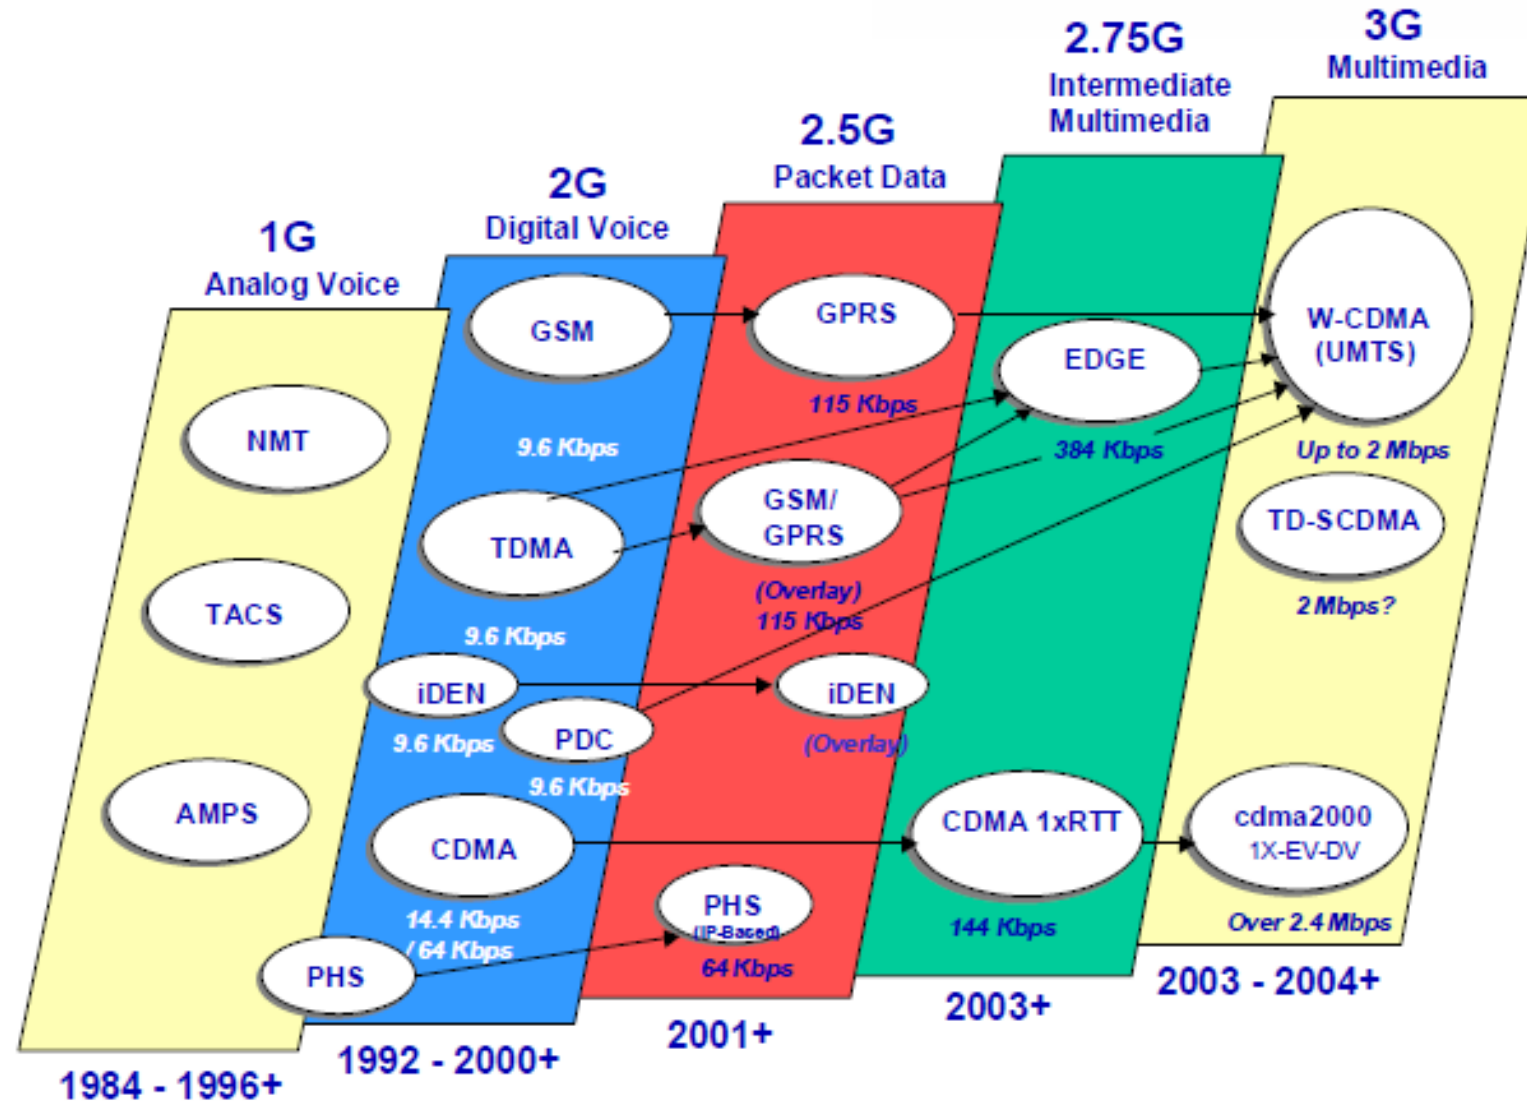 1G
Analog Voice
NMT
TACS
AMPS
1984 - 1996+
2G
Digital Voice
GSM
9.6 Kbps
TDMA
9.6 Kbps
iDEN
9.6 Kbps
PDC
9.6 Kbps
CDMA
14.4 Kbps
/ 64 Kbps
PHS
1992 - 2000+
2.5G
Packet Data
GPRS
115 Kbps
GSM/
GPRS
(Overlay)
115 Kbps
iDEN
(Overlay)
PHS
(IP-Based)
64 Kbps
2001+
2.75G
Intermediate
Multimedia
EDGE
384 Kbps
CDMA 1xRTT
144 Kbps
2003+
3G
Multimedia
W-CDMA
(UMTS)
Up to 2 Mbps
TD-SCDMA
2 Mbps?
cdma2000
1X-EV-DV
Over 2.4 Mbps
2003 - 2004+